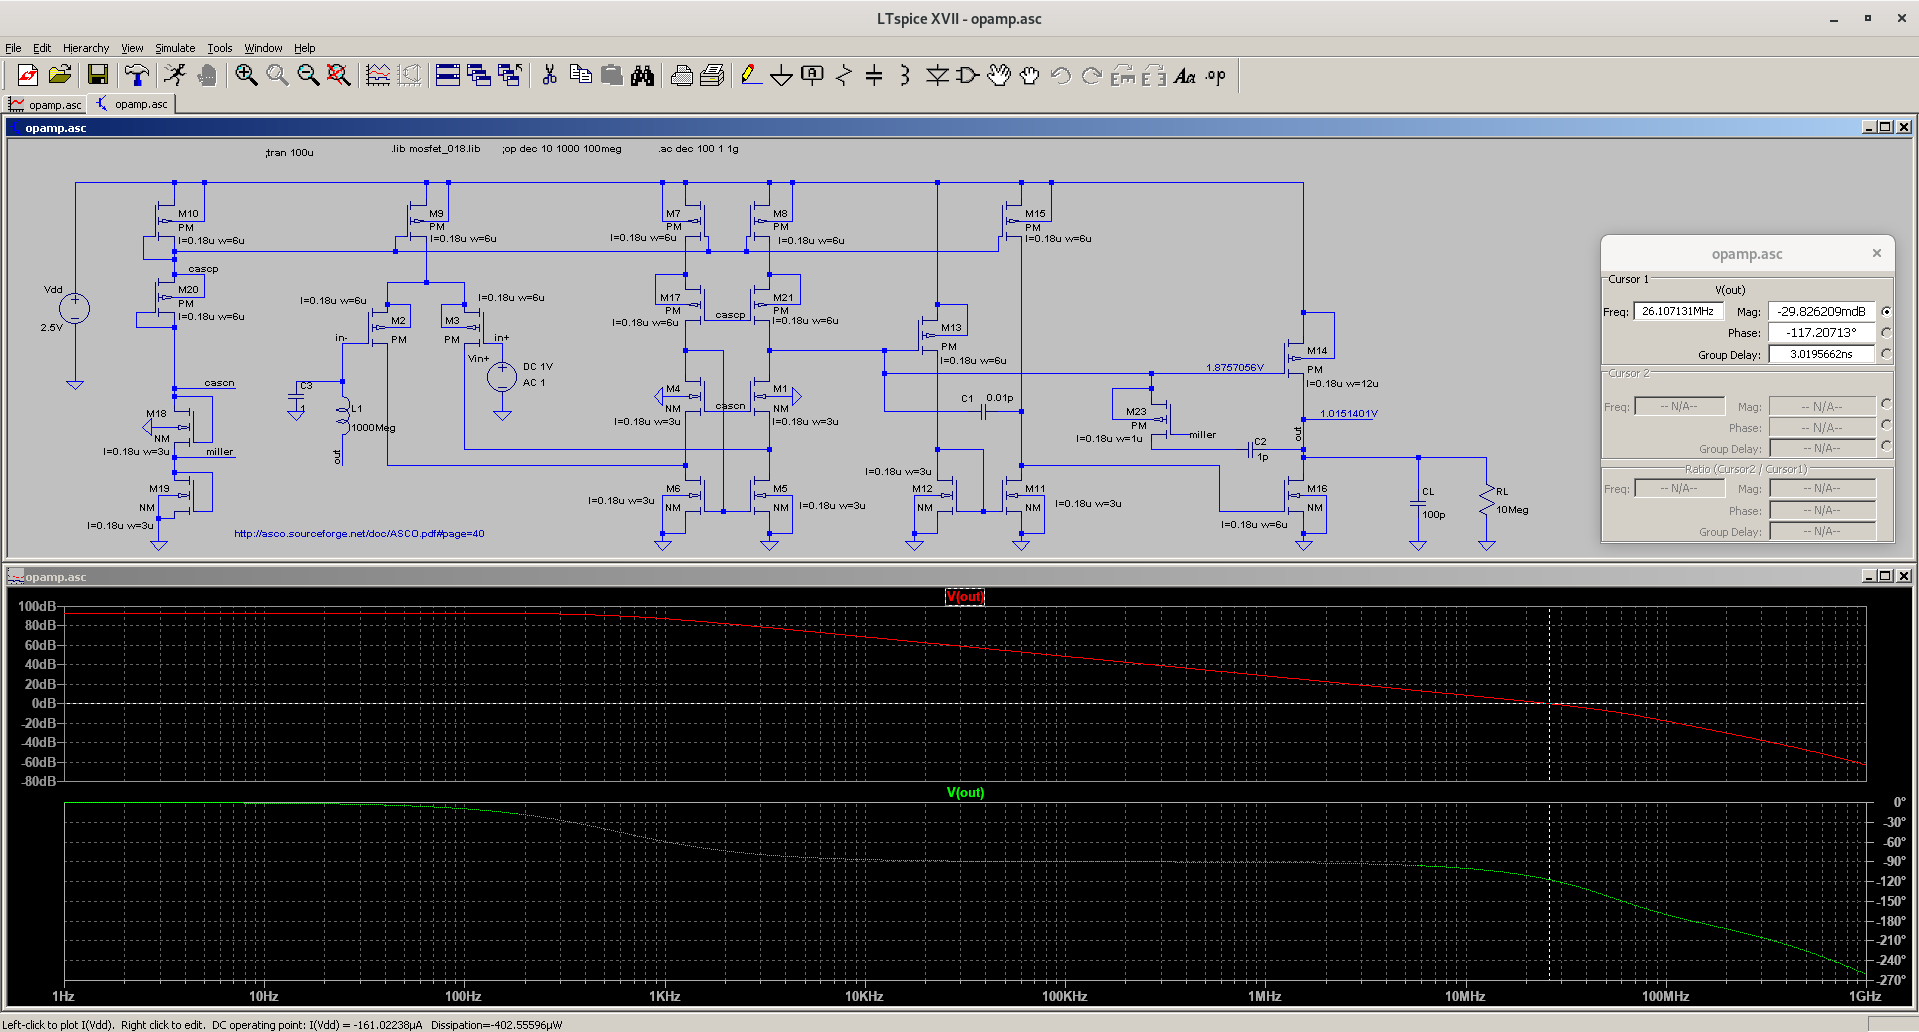 LTspice XVII - opamp.asc
File Edit Hierarchy View Simulate Tools Window Help
.op
opamp.asc opamp.asc
opamp.asc
;tran 100u .lib mosfet_018.lib ;op dec 10 1000 100meg .ac dec 100 1 1g
M10
PM
l=0.18u w=6u
M9
PM
l=0.18u w=6u
M7
PM
l=0.18u w=6u
M8
PM
l=0.18u w=6u
M15
PM
l=0.18u w=6u
Vdd
2.5V
cascp
M20
PM
l=0.18u w=6u
l=0.18u w=6u
M2
PM
l=0.18u w=6u
M3
PM
in-
in+
Vin+
DC 1V
AC 1
M17
PM
l=0.18u w=6u
cascp
M21
PM
l=0.18u w=6u
M13
PM
l=0.18u w=6u
1.8757056V
M14
PM
l=0.18u w=12u
1.0151401V
cascn
C3
1
L1
1000Meg
out
M18
NM
l=0.18u w=3u
miller
M19
NM
l=0.18u w=3u
M4
NM
l=0.18u w=3u
cascn
M1
NM
l=0.18u w=3u
C1 0.01p
M23
PM
l=0.18u w=1u
miller
C2
1p
out
M6
NM
l=0.18u w=3u
M5
NM
l=0.18u w=3u
l=0.18u w=3u
M12
NM
M11
NM
l=0.18u w=3u
M16
NM
l=0.18u w=6u
CL
100p
RL
10Meg
http://asco.sourceforge.net/doc/ASCO.pdf#page=40
opamp.asc
Cursor 1
V(out)
Freq: 26.107131MHz Mag: -29.826209mdB
Phase: -117.20713°
Group Delay: 3.0195662ns
Cursor 2
Freq: -- N/A-- Mag: -- N/A--
Phase: -- N/A--
Group Delay: -- N/A--
Ratio (Cursor2 / Cursor1)
Freq: -- N/A-- Mag: -- N/A--
Phase: -- N/A--
Group Delay: -- N/A--
opamp.asc
V(out)
100dB
80dB
60dB
40dB
20dB
0dB
-20dB
-40dB
-60dB
-80dB
V(out)
0°
-30°
-60°
-90°
-120°
-150°
-180°
-210°
-240°
-270°
1Hz 10Hz 100Hz 1KHz 10KHz 100KHz 1MHz 10MHz 100MHz 1GHz
Left-click to plot I(Vdd). Right click to edit. DC operating point: I(Vdd) = -161.02238µA Dissipation=-402.55596µW